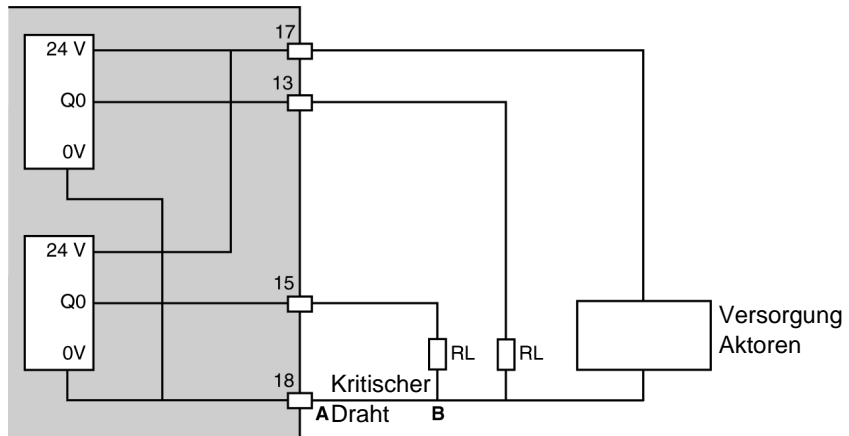 17
24 V
13
Q0
0V
24 V
15
Q0
Versorgung
RL
RL
Aktoren
0V
18
Kritischer
A Draht B